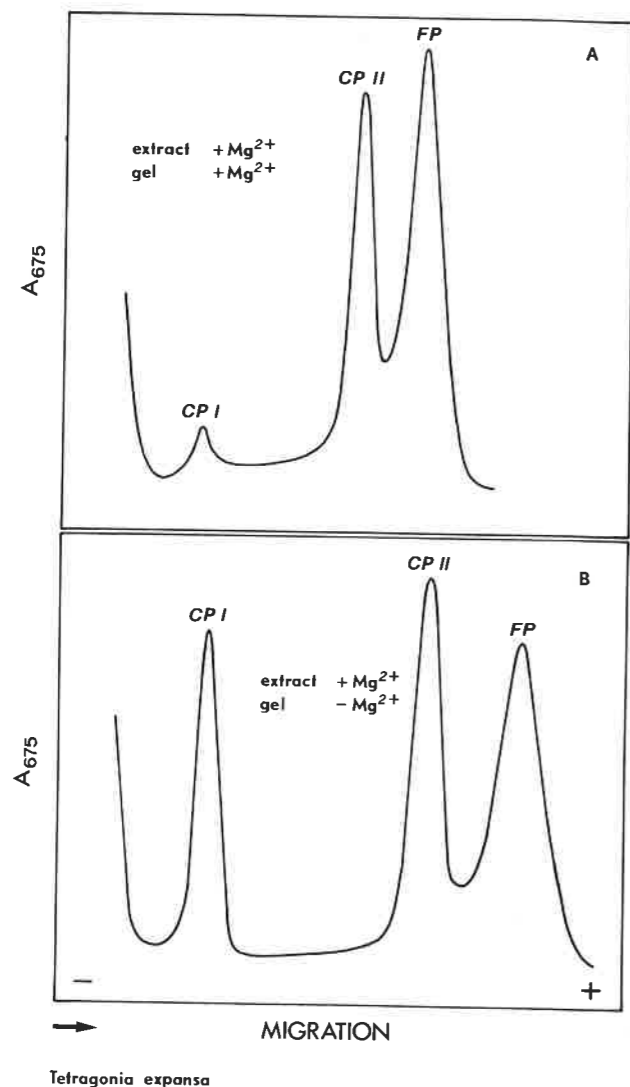 FP
A
CP II
extract + Mg²⁺
gel + Mg²⁺
A₆₇₅
CP I
CP II
B
CP I
FP
extract + Mg²⁺
gel − Mg²⁺
A₆₇₅
− +
MIGRATION
Tetragonia expansa